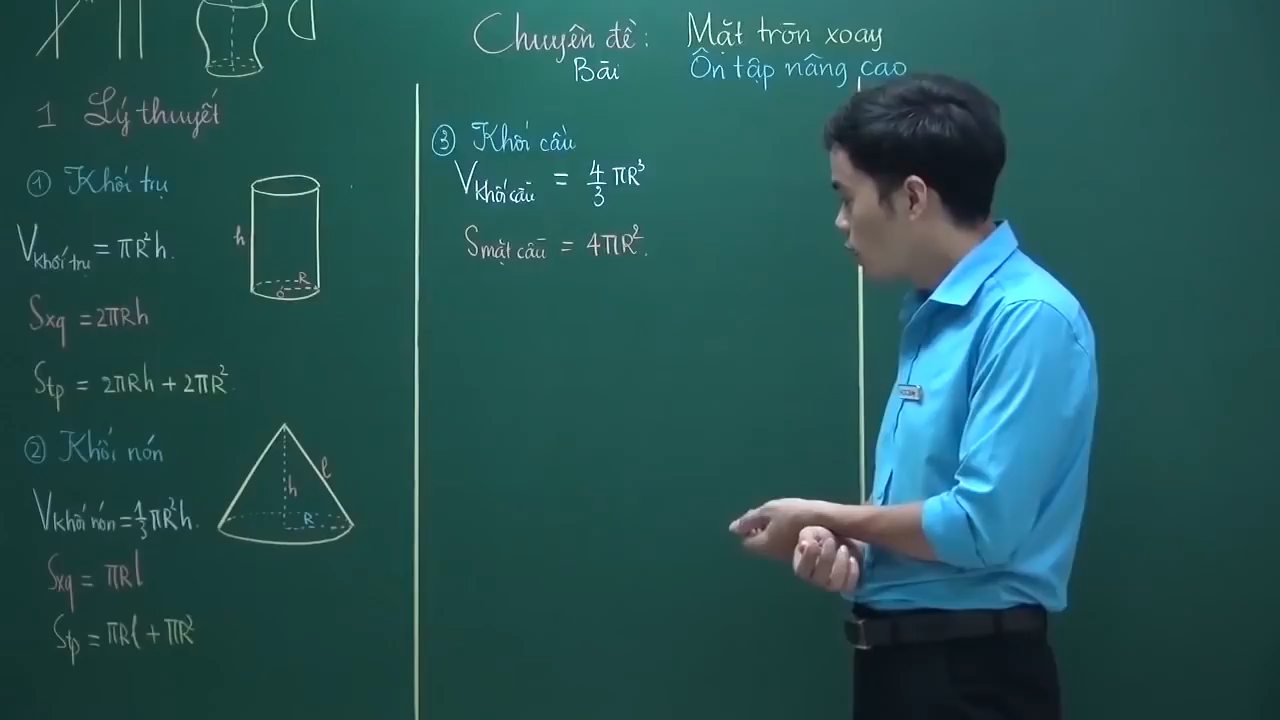 Chuyên đề: Mặt tròn xoay
Bài Ôn tập nâng cao
1 Lý thuyết
① Khối trụ
V khối trụ = πR²h.
h
R
O
Sxq = 2πRh
Stp = 2πRh + 2πR²
② Khối nón
l
h
R
V khối nón = 1/3 πR²h.
Sxq = πRl
Stp = πRl + πR²
③ Khối cầu
V khối cầu = 4/3 πR³
S mặt cầu = 4πR².